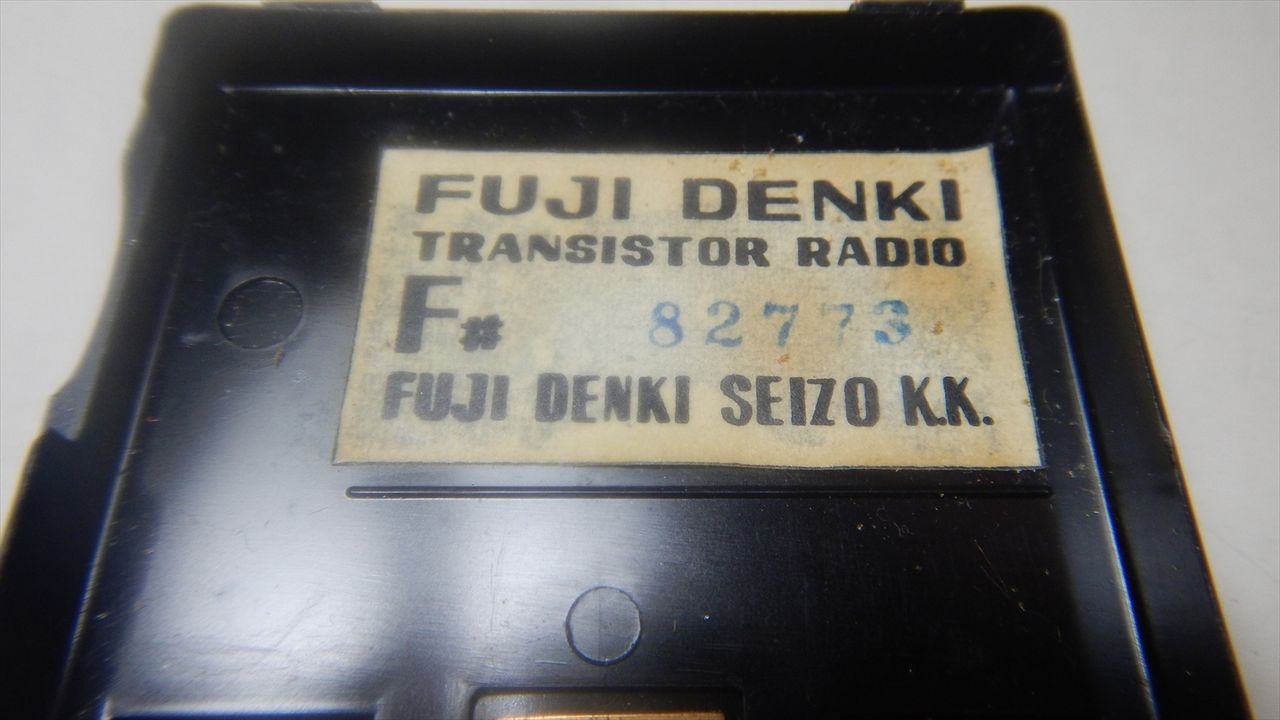 FUJI DENKI
TRANSISTOR RADIO
F# 82773
FUJI DENKI SEIZO K.K.